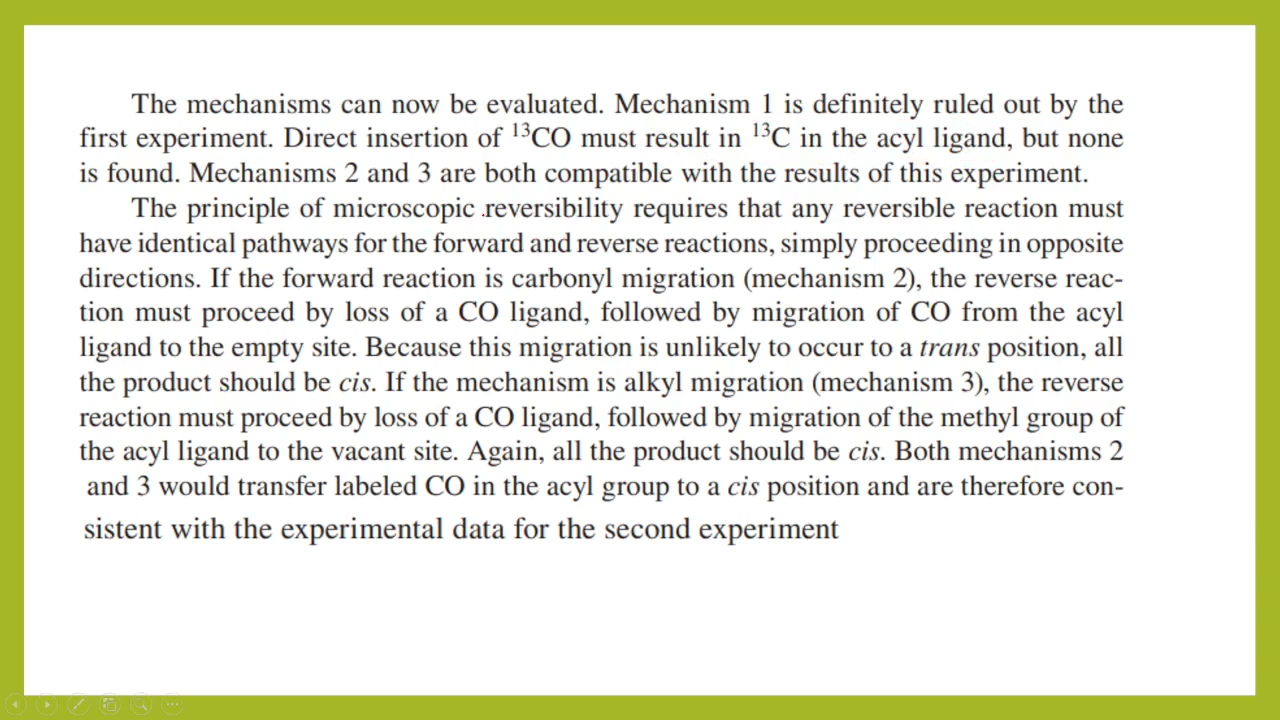 The mechanisms can now be evaluated. Mechanism 1 is definitely ruled out by the
first experiment. Direct insertion of ¹³CO must result in ¹³C in the acyl ligand, but none
is found. Mechanisms 2 and 3 are both compatible with the results of this experiment.
The principle of microscopic reversibility requires that any reversible reaction must
have identical pathways for the forward and reverse reactions, simply proceeding in opposite
directions. If the forward reaction is carbonyl migration (mechanism 2), the reverse reac-
tion must proceed by loss of a CO ligand, followed by migration of CO from the acyl
ligand to the empty site. Because this migration is unlikely to occur to a trans position, all
the product should be cis. If the mechanism is alkyl migration (mechanism 3), the reverse
reaction must proceed by loss of a CO ligand, followed by migration of the methyl group of
the acyl ligand to the vacant site. Again, all the product should be cis. Both mechanisms 2
and 3 would transfer labeled CO in the acyl group to a cis position and are therefore con-
sistent with the experimental data for the second experiment